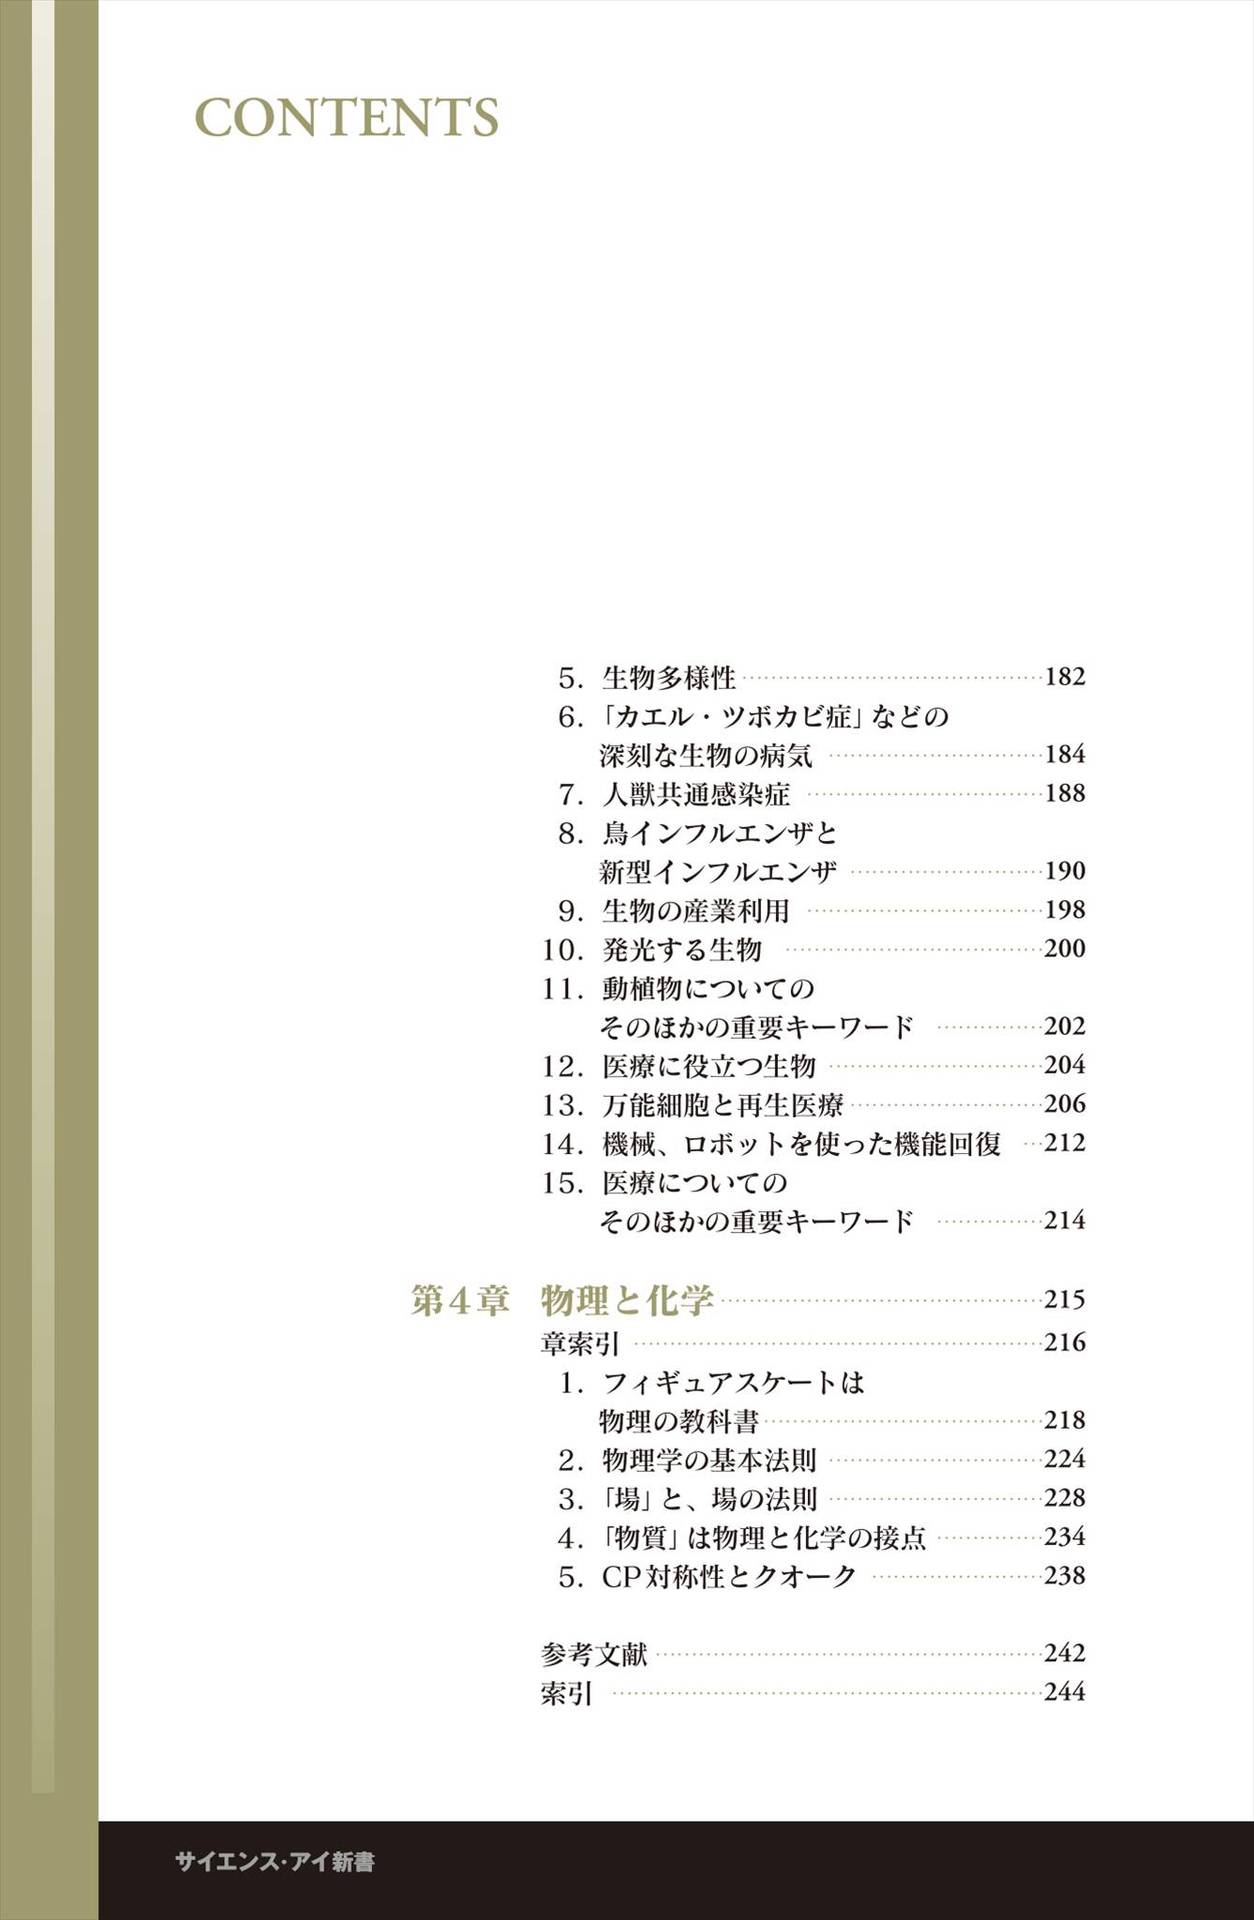 CONTENTS
5. 生物多様性 182
6. 「カエル・ツボカビ症」などの
深刻な生物の病気 184
7. 人獣共通感染症 188
8. 鳥インフルエンザと
新型インフルエンザ 190
9. 生物の産業利用 198
10. 発光する生物 200
11. 動植物についての
そのほかの重要キーワード 202
12. 医療に役立つ生物 204
13. 万能細胞と再生医療 206
14. 機械、ロボットを使った機能回復 212
15. 医療についての
そのほかの重要キーワード 214
第4章 物理と化学 215
章索引 216
1. フィギュアスケートは
物理の教科書 218
2. 物理学の基本法則 224
3. 「場」と、場の法則 228
4. 「物質」は物理と化学の接点 234
5. CP対称性とクオーク 238
参考文献 242
索引 244
サイエンス・アイ新書